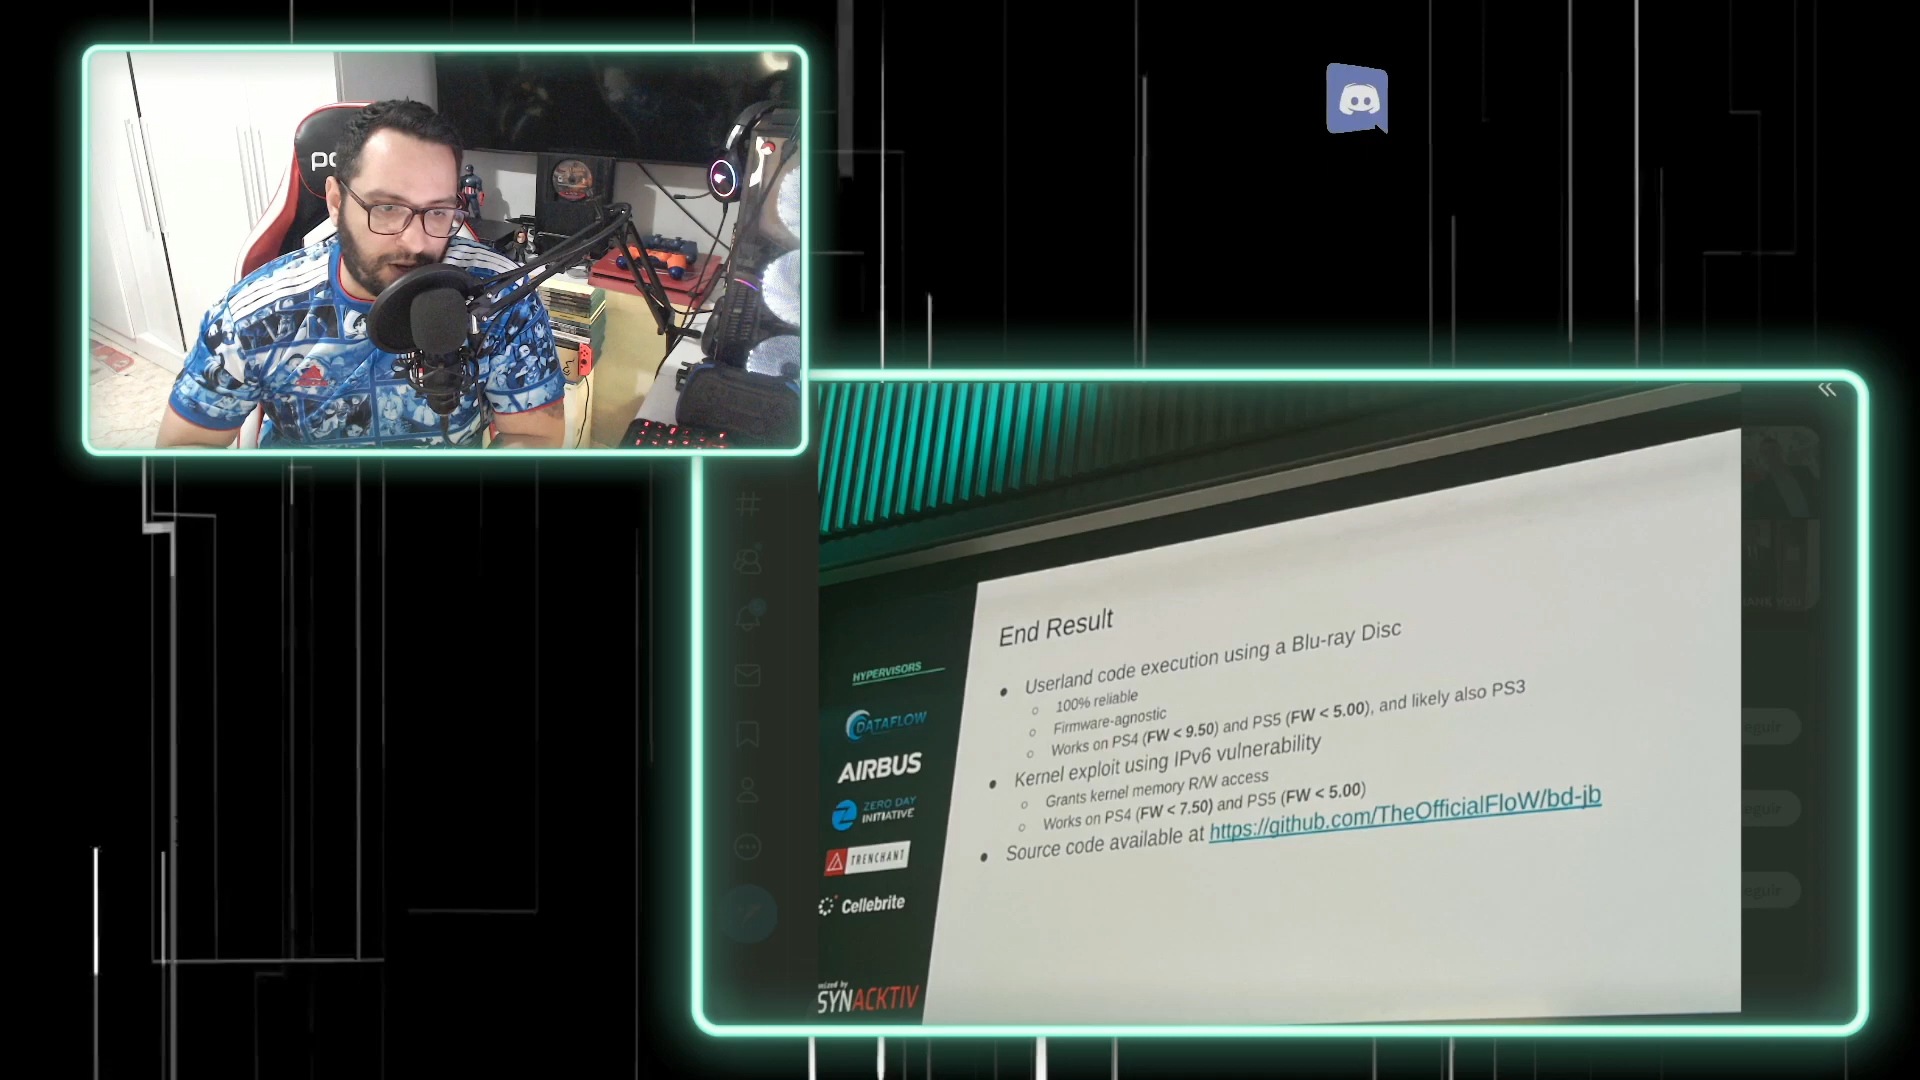 End Result
Userland code execution using a Blu-ray Disc
100% reliable
Firmware-agnostic
Works on PS4 (FW < 9.50) and PS5 (FW < 5.00), and likely also PS3
Kernel exploit using IPv6 vulnerability
Grants kernel memory R/W access
Works on PS4 (FW < 7.50) and PS5 (FW < 5.00)
Source code available at https://github.com/TheOfficialFloW/bd-jb
HYPERVISORS
DATAFLOW
AIRBUS
ZERO DAY
INITIATIVE
TRENCHANT
Cellebrite
SYNACKTIV